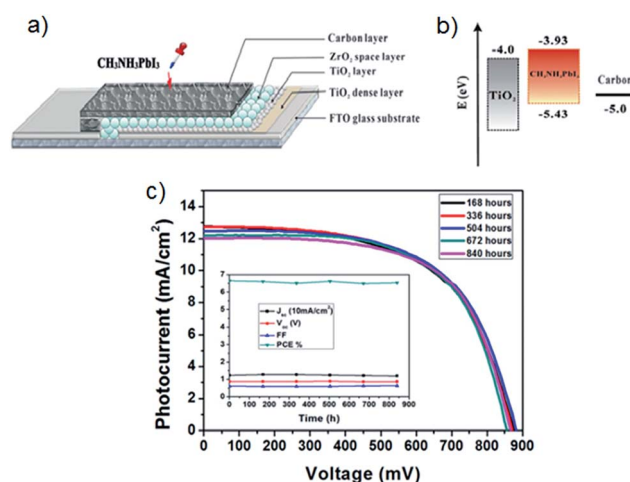 a)
CH3NH3PbI3
Carbon layer
ZrO2 space layer
TiO2 layer
TiO2 dense layer
FTO glass substrate
b)
E (eV)
-4.0
TiO2
-3.93
CH3NH3PbI3
-5.43
Carbon
-5.0
c)
Photocurrent (mA/cm2)
14
12
10
8
6
4
2
0
168 hours
336 hours
504 hours
672 hours
840 hours
7
6
5
4
3
2
1
0
Jsc (10mA/cm2)
Voc (V)
FF
PCE %
0 100 200 300 400 500 600 700 800 900
Time (h)
0 100 200 300 400 500 600 700 800 900
Voltage (mV)